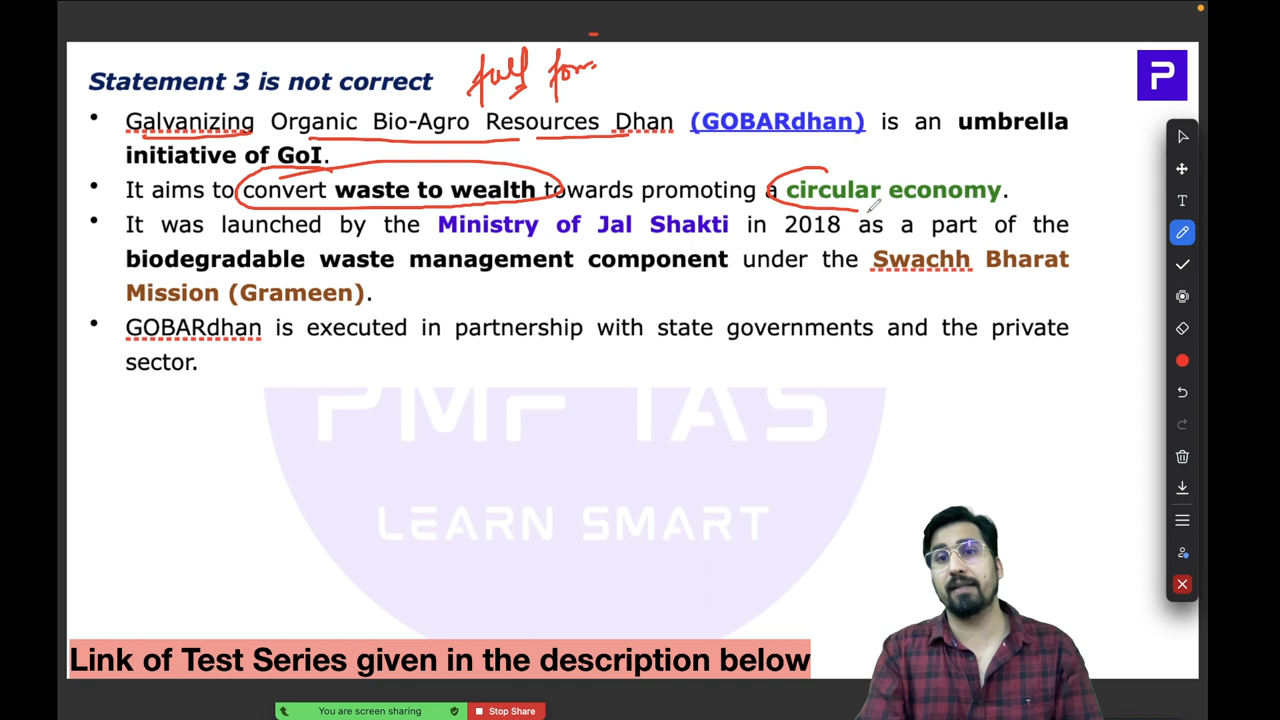 Statement 3 is not correct
full form
P
• Galvanizing Organic Bio-Agro Resources Dhan (GOBARdhan) is an umbrella
initiative of GoI.
• It aims to convert waste to wealth towards promoting a circular economy.
• It was launched by the Ministry of Jal Shakti in 2018 as a part of the
biodegradable waste management component under the Swachh Bharat
Mission (Grameen).
• GOBARdhan is executed in partnership with state governments and the private
sector.
PMF IAS
LEARN SMART
Link of Test Series given in the description below
You are screen sharing
Stop Share
T